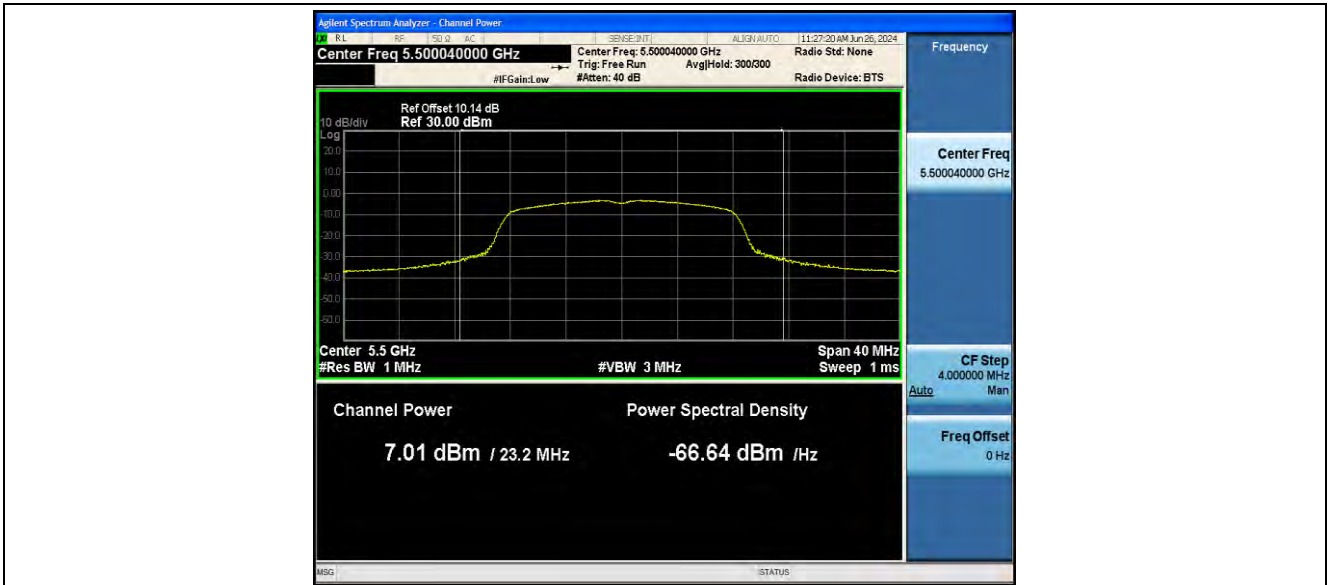 Agilent Spectrum Analyzer - Channel Power
RL RF 50 Ω AC SENSE:INT ALIGN AUTO 11:27:20 AM Jun 26, 2024
Center Freq 5.500040000 GHz
Center Freq: 5.500040000 GHz Radio Std: None
Trig: Free Run Avg|Hold: 300/300
#IFGain:Low #Atten: 40 dB Radio Device: BTS
Frequency
Ref Offset 10.14 dB
10 dB/div Ref 30.00 dBm
Log
20.0
10.0
0.00
-10.0
-20.0
-30.0
-40.0
-50.0
-60.0
Center 5.5 GHz Span 40 MHz
#Res BW 1 MHz #VBW 3 MHz Sweep 1 ms
Channel Power Power Spectral Density
7.01 dBm / 23.2 MHz -66.64 dBm /Hz
Center Freq
5.500040000 GHz
CF Step
4.000000 MHz
Auto Man
Freq Offset
0 Hz
MSG STATUS